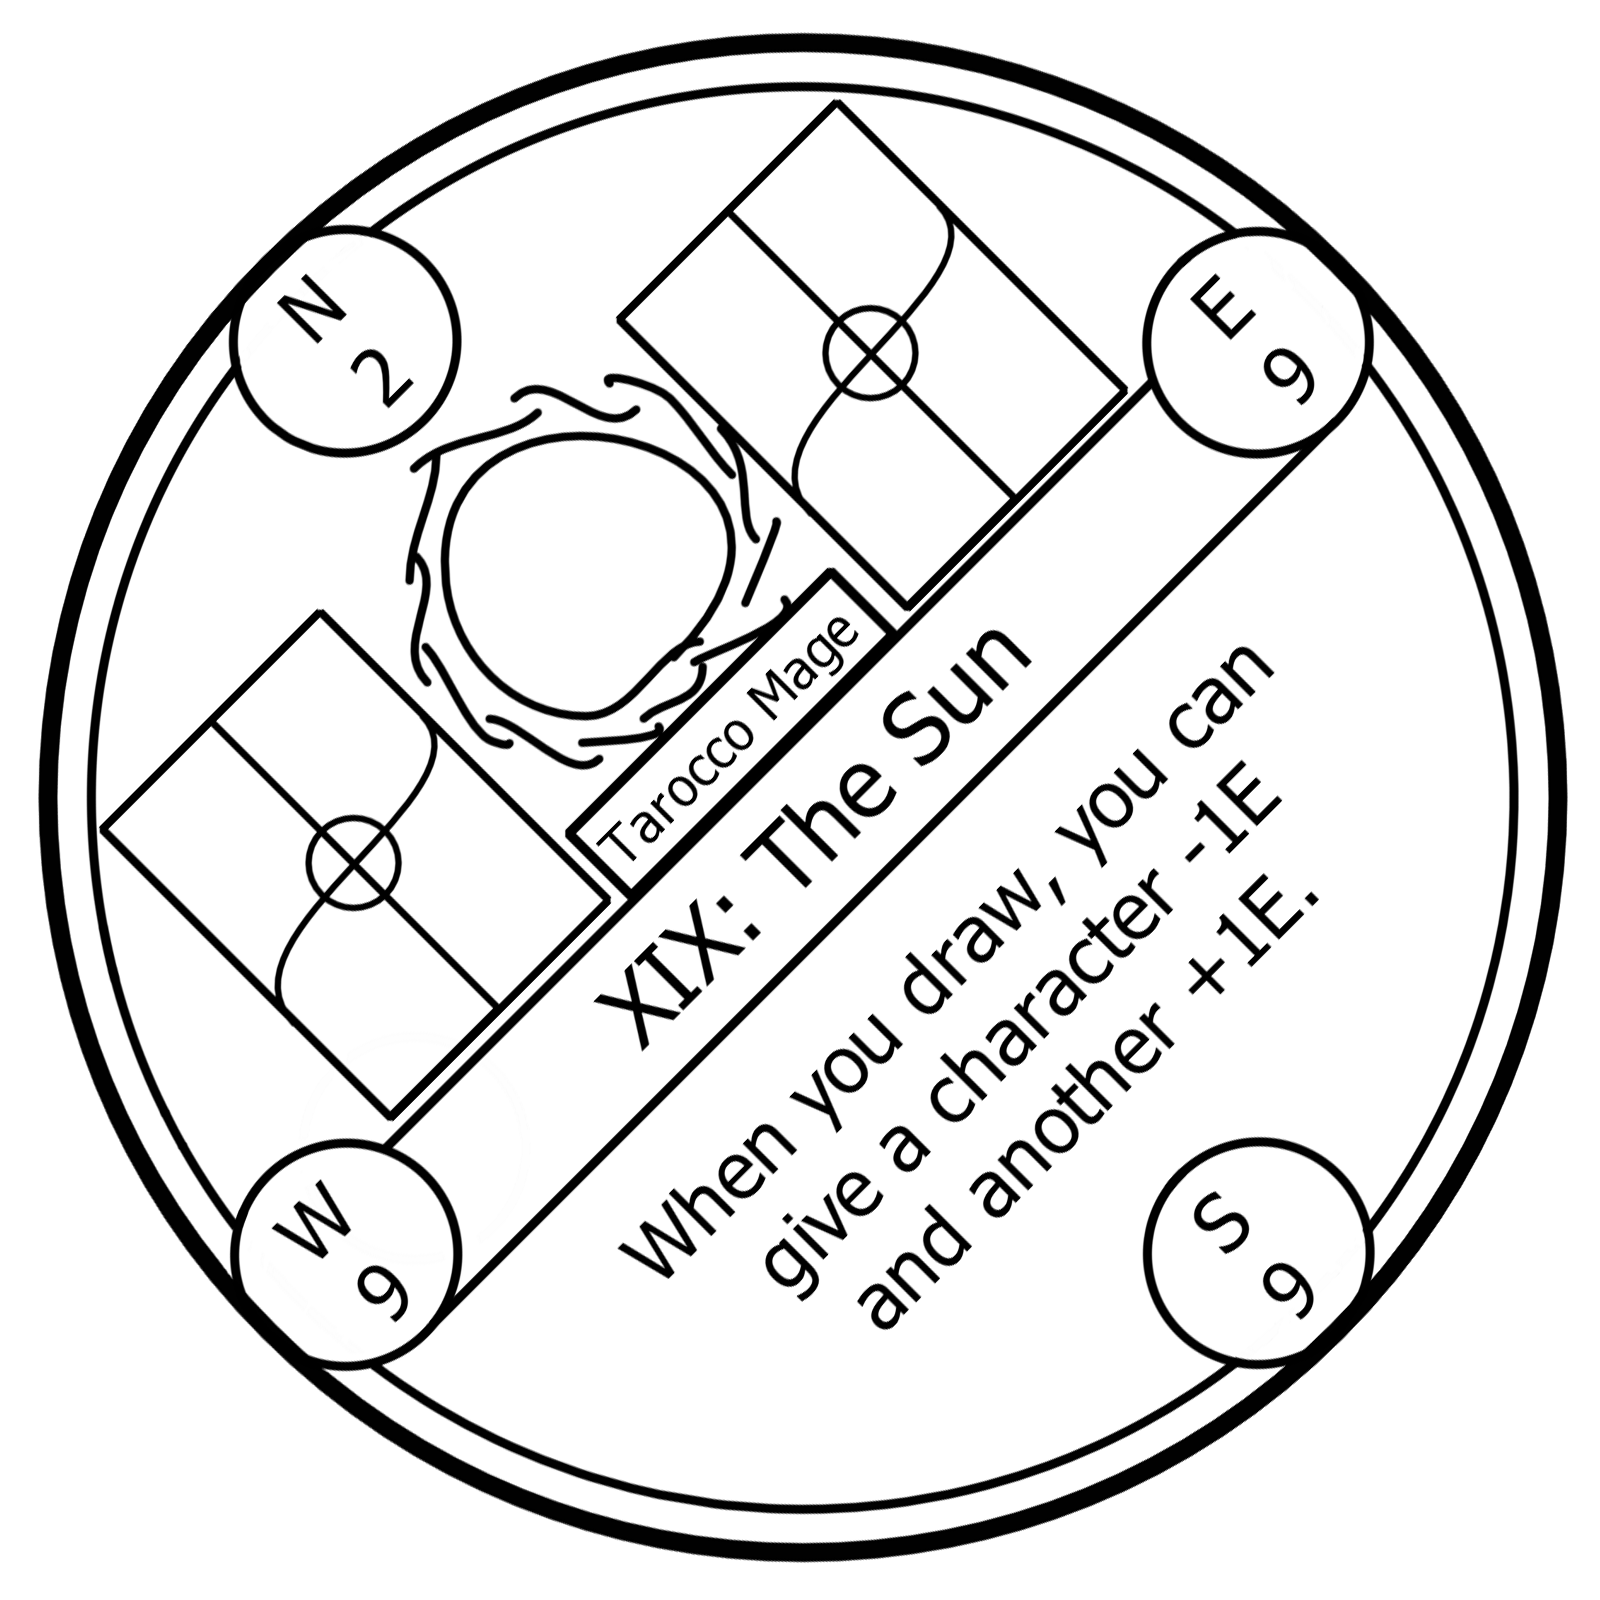 N
2
E
9
Tarocco Mage
XIX: The Sun
When you draw, you can
give a character -1E
and another +1E.
W
9
S
9